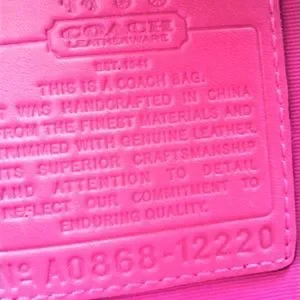 COACH
LEATHERWARE
EST. 1941
THIS IS A COACH BAG.
WAS HANDCRAFTED IN CHINA
FROM THE FINEST MATERIALS AND
TRIMMED WITH GENUINE LEATHER.
ITS SUPERIOR CRAFTSMANSHIP
AND ATTENTION TO DETAIL
REFLECT OUR COMMITMENT TO
ENDURING QUALITY.
Nº A0868-12220